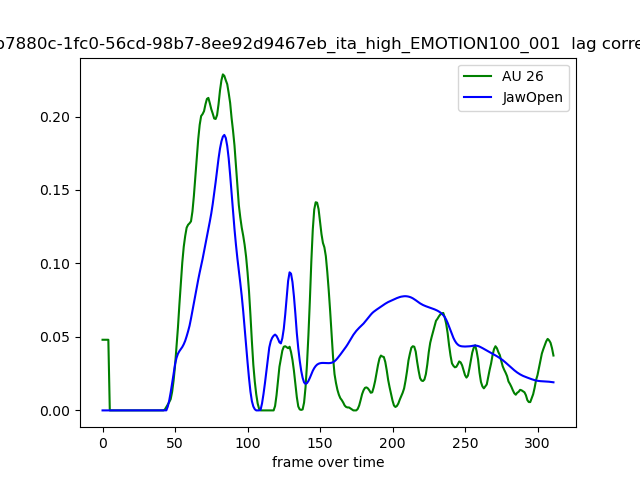 b7880c-1fc0-56cd-98b7-8ee92d9467eb_ita_high_EMOTION100_001 lag corre
AU 26
JawOpen
0.20
0.15
0.10
0.05
0.00
0 50 100 150 200 250 300
frame over time